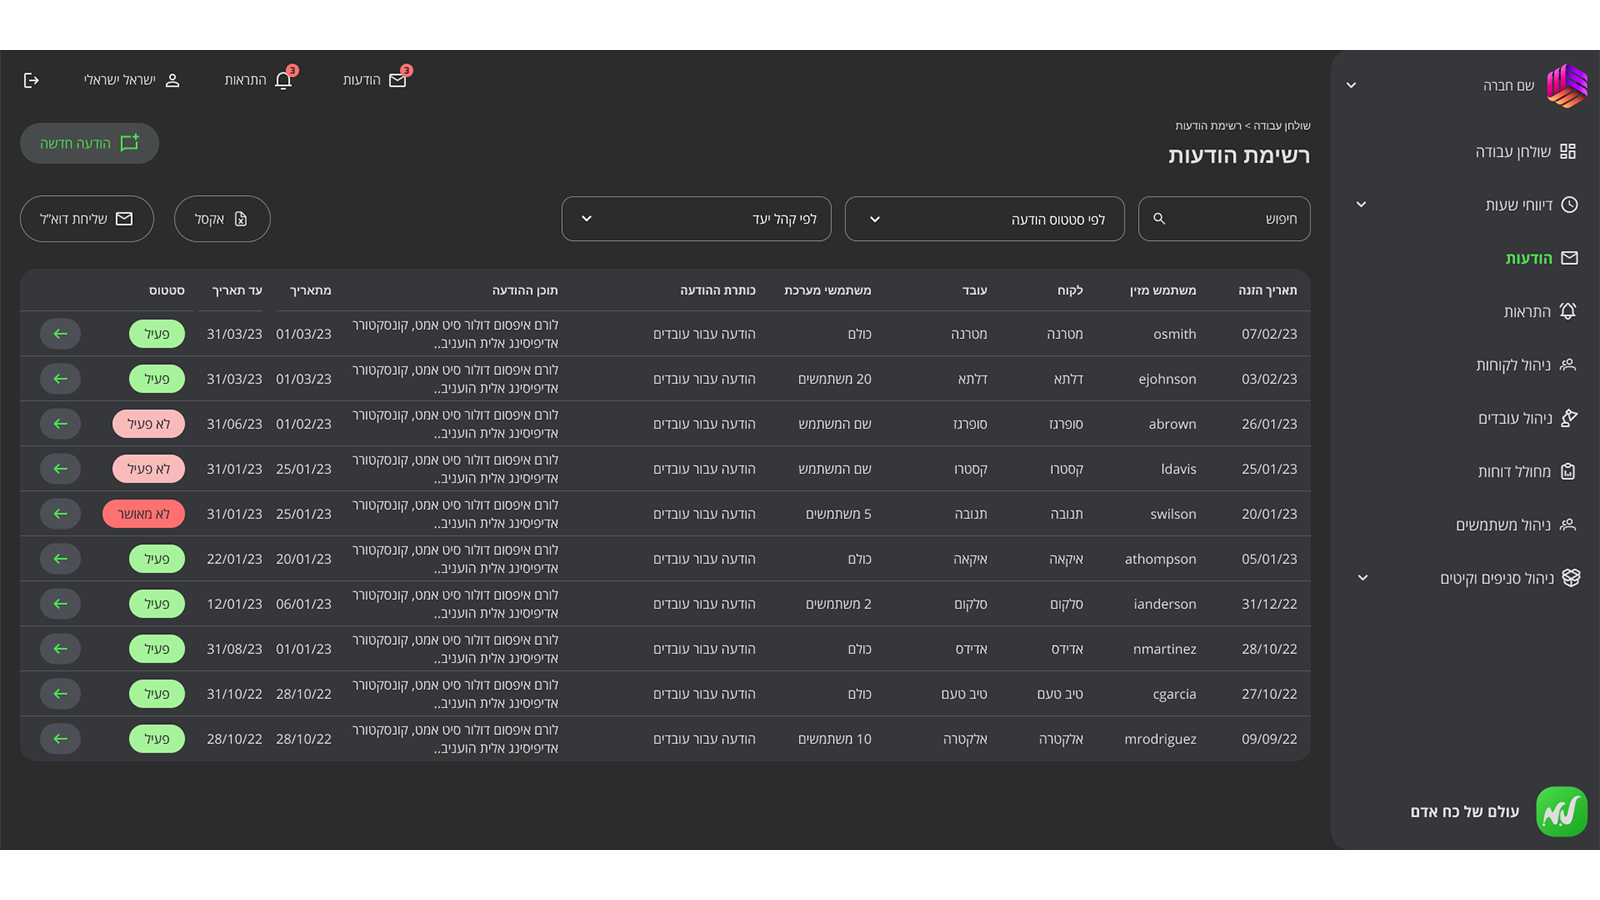 שם חברה
שולחן עבודה
דיווחי שעות
הודעות
התראות
ניהול לקוחות
ניהול עובדים
מחולל דוחות
ניהול משתמשים
ניהול סניפים וקיטים
עולם של כח אדם
הודעות 3
התראות 3
ישראל ישראלי
שולחן עבודה > רשימת הודעות
רשימת הודעות
הודעה חדשה
חיפוש
לפי סטטוס הודעה
לפי קהל יעד
אקסל
שליחת דוא"ל
תאריך הזנה משתמש מזין לקוח עובד משתמשי מערכת כותרת ההודעה תוכן ההודעה מתאריך עד תאריך סטטוס
07/02/23 osmith מטרנה מטרנה כולם הודעה עבור עובדים לורם איפסום דולור סיט אמט, קונסקטורר
אדיפיסינג אלית הועניב.. 01/03/23 31/03/23 פעיל
03/02/23 ejohnson דלתא דלתא 20 משתמשים הודעה עבור עובדים לורם איפסום דולור סיט אמט, קונסקטורר
אדיפיסינג אלית הועניב.. 01/03/23 31/03/23 פעיל
26/01/23 abrown סופרגז סופרגז שם המשתמש הודעה עבור עובדים לורם איפסום דולור סיט אמט, קונסקטורר
אדיפיסינג אלית הועניב.. 01/02/23 31/06/23 לא פעיל
25/01/23 ldavis קסטרו קסטרו שם המשתמש הודעה עבור עובדים לורם איפסום דולור סיט אמט, קונסקטורר
אדיפיסינג אלית הועניב.. 25/01/23 31/01/23 לא פעיל
20/01/23 swilson תנובה תנובה 5 משתמשים הודעה עבור עובדים לורם איפסום דולור סיט אמט, קונסקטורר
אדיפיסינג אלית הועניב.. 25/01/23 31/01/23 לא מאושר
05/01/23 athompson איקאה איקאה כולם הודעה עבור עובדים לורם איפסום דולור סיט אמט, קונסקטורר
אדיפיסינג אלית הועניב.. 20/01/23 22/01/23 פעיל
31/12/22 ianderson סלקום סלקום 2 משתמשים הודעה עבור עובדים לורם איפסום דולור סיט אמט, קונסקטורר
אדיפיסינג אלית הועניב.. 06/01/23 12/01/23 פעיל
28/10/22 nmartinez אדידס אדידס כולם הודעה עבור עובדים לורם איפסום דולור סיט אמט, קונסקטורר
אדיפיסינג אלית הועניב.. 01/01/23 31/08/23 פעיל
27/10/22 cgarcia טיב טעם טיב טעם כולם הודעה עבור עובדים לורם איפסום דולור סיט אמט, קונסקטורר
אדיפיסינג אלית הועניב.. 28/10/22 31/10/22 פעיל
09/09/22 mrodriguez אלקטרה אלקטרה 10 משתמשים הודעה עבור עובדים לורם איפסום דולור סיט אמט, קונסקטורר
אדיפיסינג אלית הועניב.. 28/10/22 28/10/22 פעיל